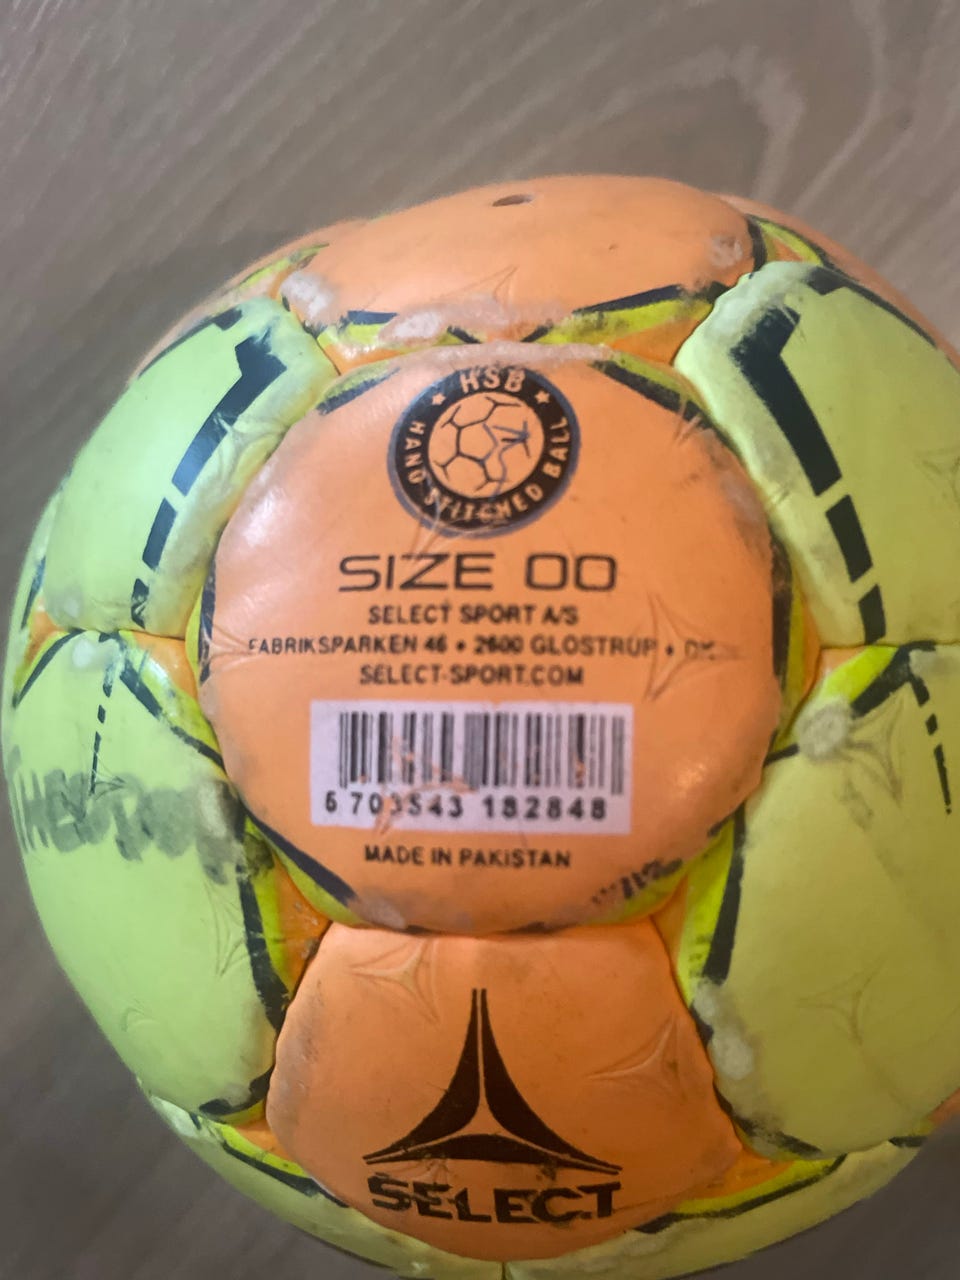 HSB
HAND STITCHED BALL
SIZE 00
SELECT SPORT A/S
FABRIKSPARKEN 46 • 2600 GLOSTRUP • DK
SELECT-SPORT.COM
5 703543 182848
MADE IN PAKISTAN
SELECT